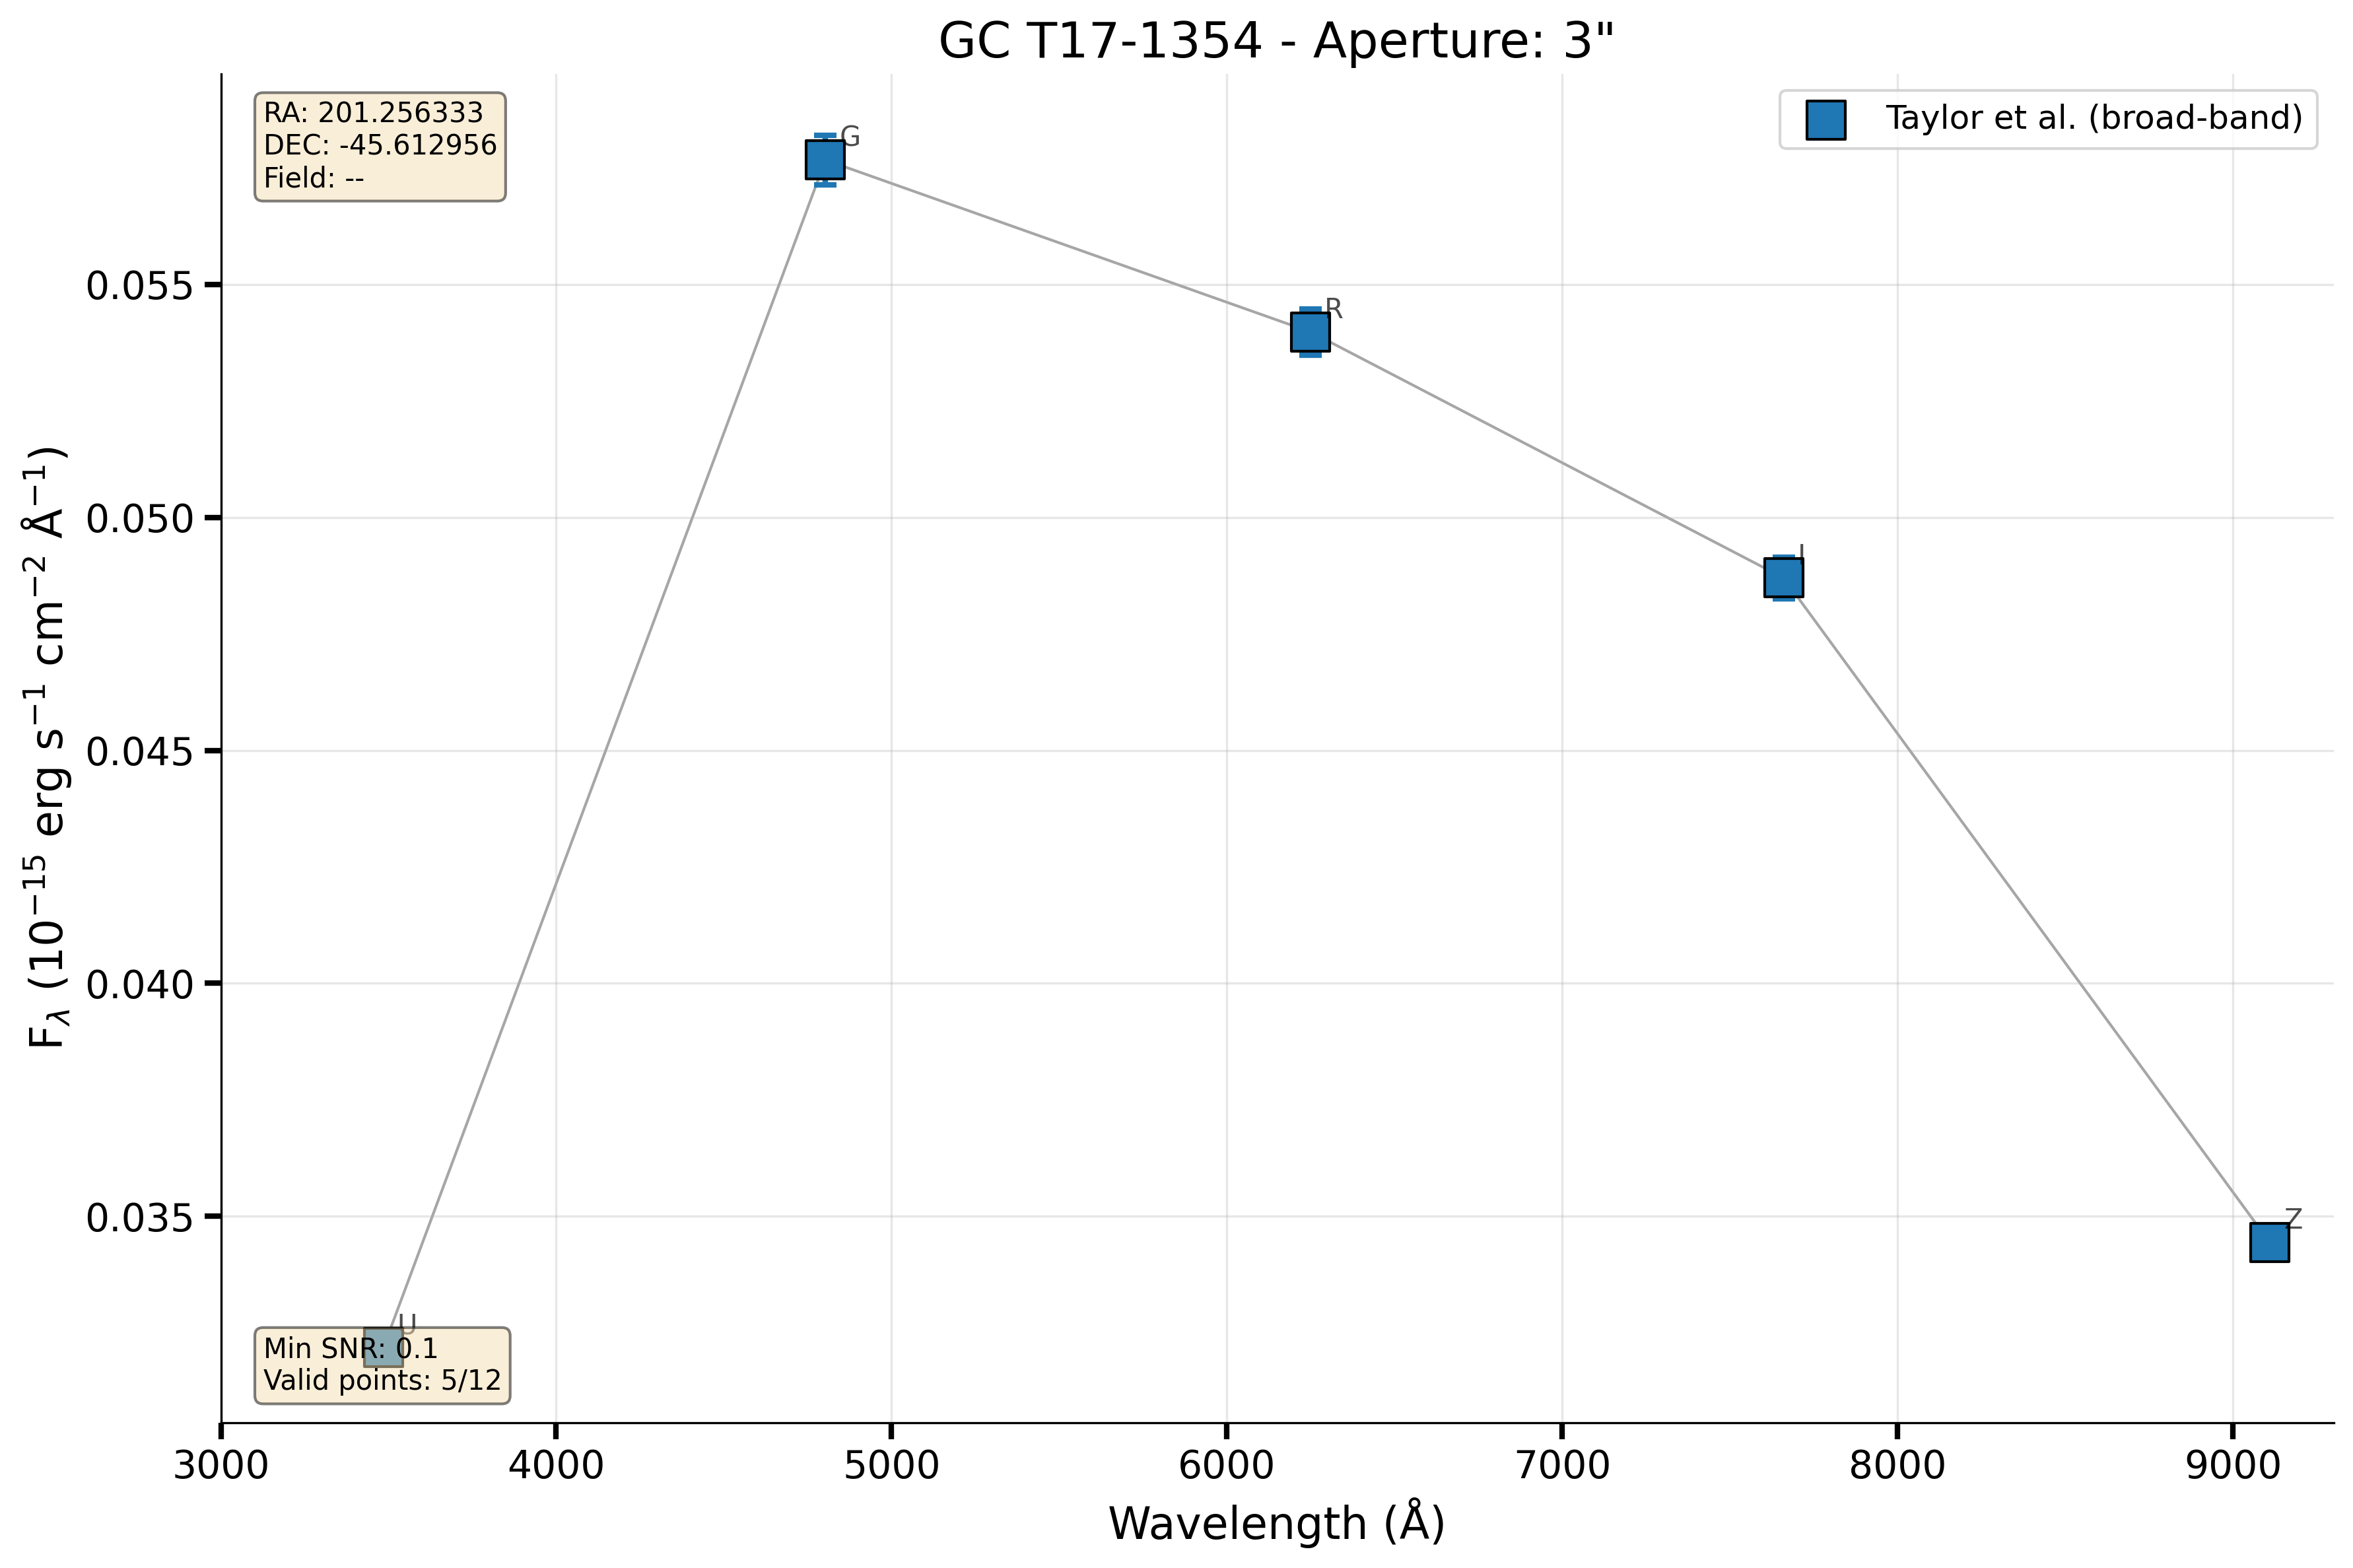 GC T17-1354 - Aperture: 3"
RA: 201.256333
DEC: -45.612956
Field: --
Taylor et al. (broad-band)
G
R
I
Z
U
Min SNR: 0.1
Valid points: 5/12
0.055
0.050
0.045
0.040
0.035
F_λ (10⁻¹⁵ erg s⁻¹ cm⁻² Å⁻¹)
3000 4000 5000 6000 7000 8000 9000
Wavelength (Å)